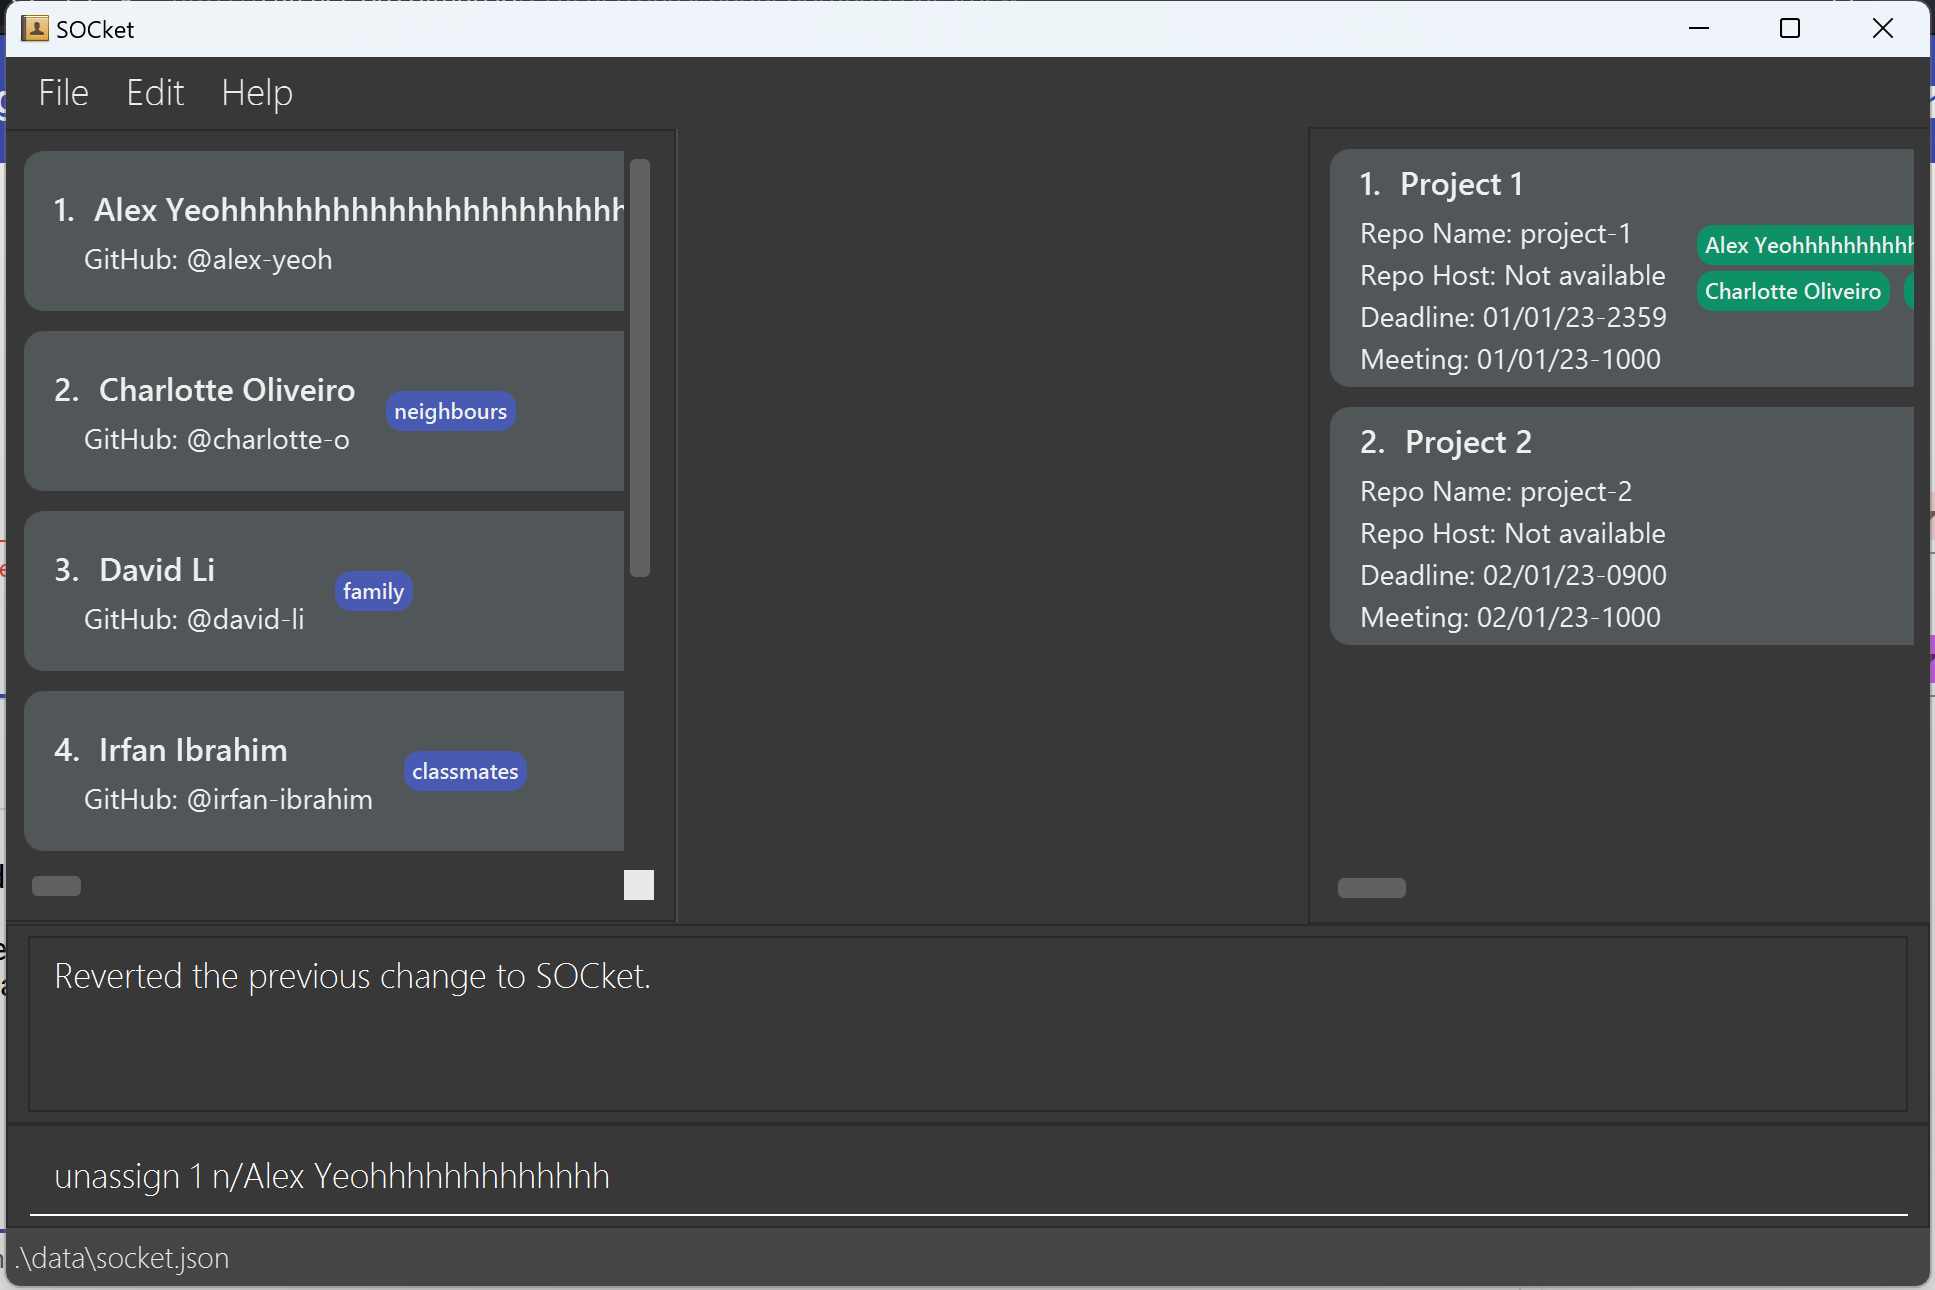 SOCket
File Edit Help
1. Alex Yeohhhhhhhhhhhhhhhhhhhhhh
GitHub: @alex-yeoh
2. Charlotte Oliveiro
neighbours
GitHub: @charlotte-o
3. David Li
family
GitHub: @david-li
4. Irfan Ibrahim
classmates
GitHub: @irfan-ibrahim
1. Project 1
Repo Name: project-1
Repo Host: Not available
Deadline: 01/01/23-2359
Meeting: 01/01/23-1000
Alex Yeohhhhhhhhhhh
Charlotte Oliveiro
2. Project 2
Repo Name: project-2
Repo Host: Not available
Deadline: 02/01/23-0900
Meeting: 02/01/23-1000
Reverted the previous change to SOCket.
unassign 1 n/Alex Yeohhhhhhhhhhhhh
.\data\socket.json